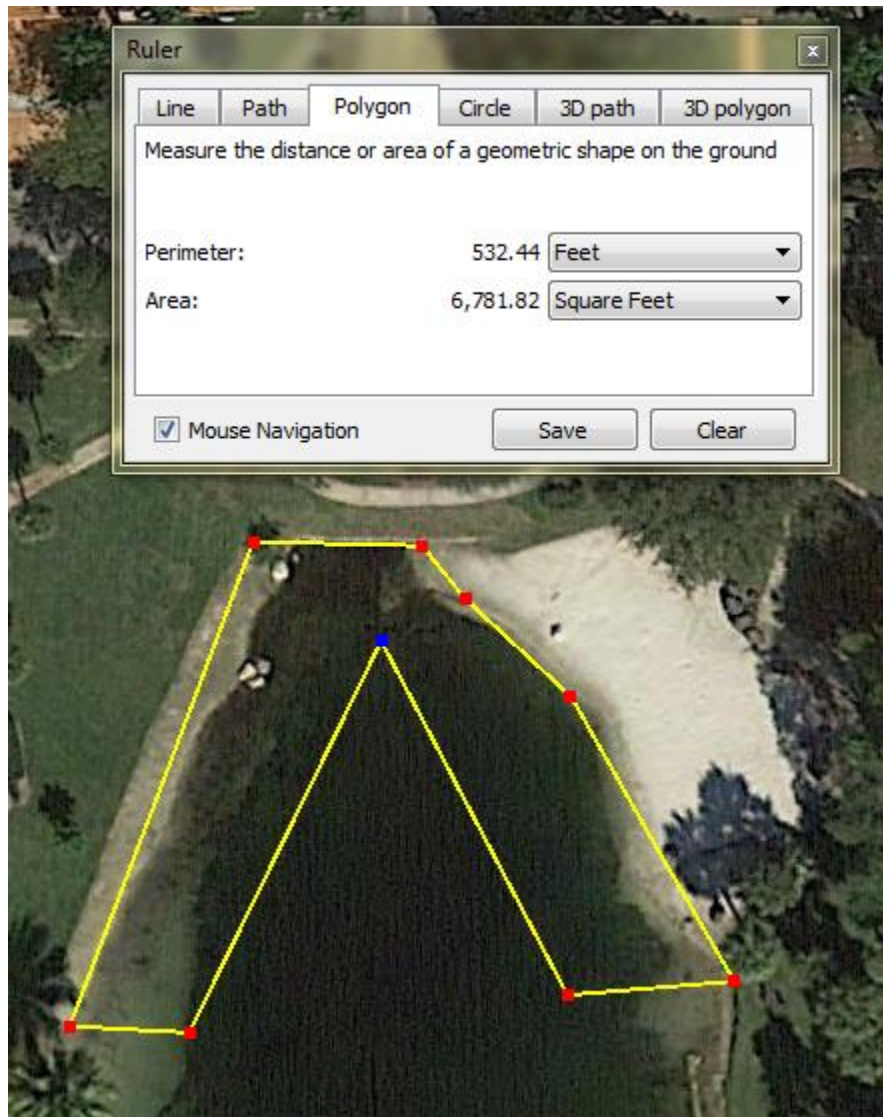 Ruler
Line Path Polygon Circle 3D path 3D polygon
Measure the distance or area of a geometric shape on the ground
Perimeter: 532.44 Feet
Area: 6,781.82 Square Feet
Mouse Navigation Save Clear